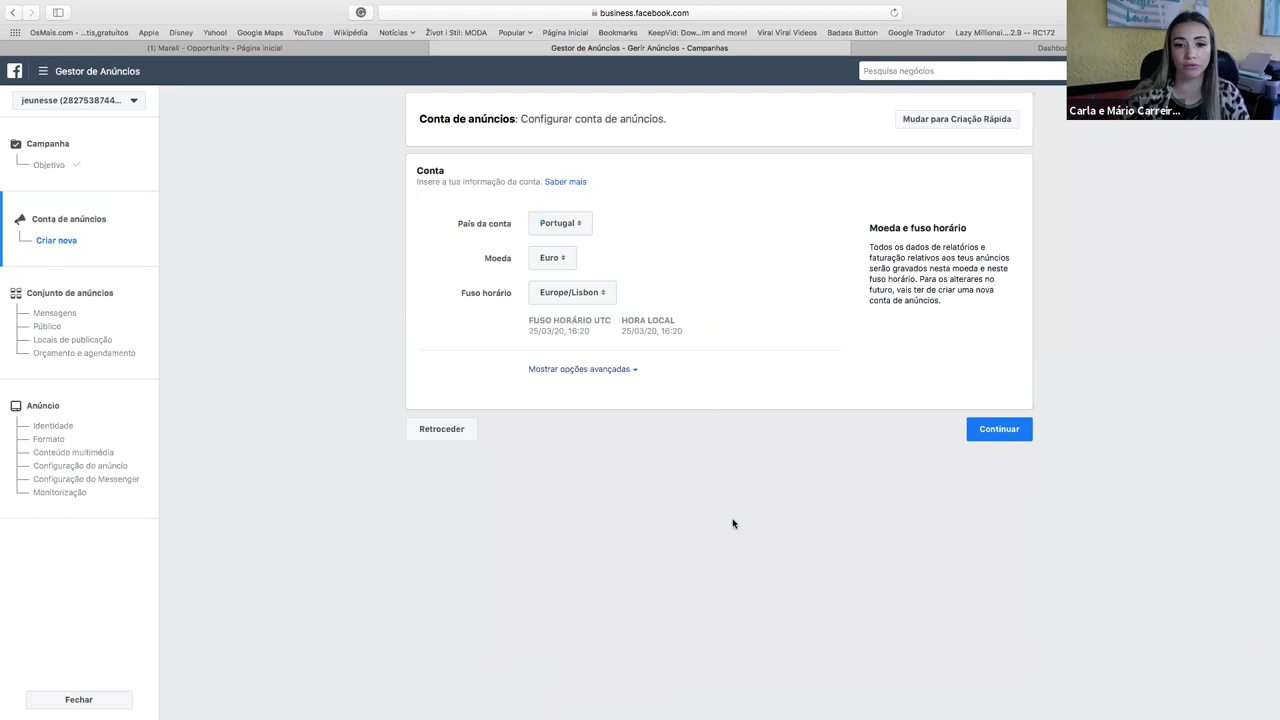 business.facebook.com
OsMais.com...tis,gratuitos Apple Disney Yahoo! Google Maps YouTube Wikipédia Notícias Život i Stil: MODA Popular Página Inicial Bookmarks KeepVid: Dow...im and more! Viral Viral Videos Badass Button Google Tradutor Lazy Millionai....2.9 -- RC172
(1) Marell - Opportunity - Página inicial
Gestor de Anúncios - Gerir Anúncios - Campanhas
Dashboa
Gestor de Anúncios
Pesquisa negócios
Carla e Mário Carreir...
jeunesse (2827538744...
Campanha
Objetivo
Conta de anúncios
Criar nova
Conjunto de anúncios
Mensagens
Público
Locais de publicação
Orçamento e agendamento
Anúncio
Identidade
Formato
Conteúdo multimédia
Configuração do anúncio
Configuração do Messenger
Monitorização
Fechar
Conta de anúncios: Configurar conta de anúncios.
Mudar para Criação Rápida
Conta
Insere a tua informação da conta. Saber mais
País da conta Portugal
Moeda Euro
Fuso horário Europe/Lisbon
FUSO HORÁRIO UTC HORA LOCAL
25/03/20, 16:20 25/03/20, 16:20
Mostrar opções avançadas
Moeda e fuso horário
Todos os dados de relatórios e
faturação relativos aos teus anúncios
serão gravados nesta moeda e neste
fuso horário. Para os alterares no
futuro, vais ter de criar uma nova
conta de anúncios.
Retroceder
Continuar